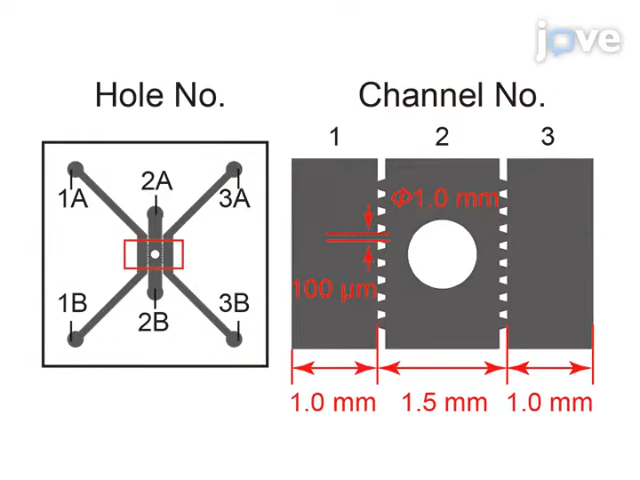 jove
Hole No.
Channel No.
1 2 3
1A 2A 3A
Φ1.0 mm
100 μm
1B 2B 3B
1.0 mm 1.5 mm 1.0 mm